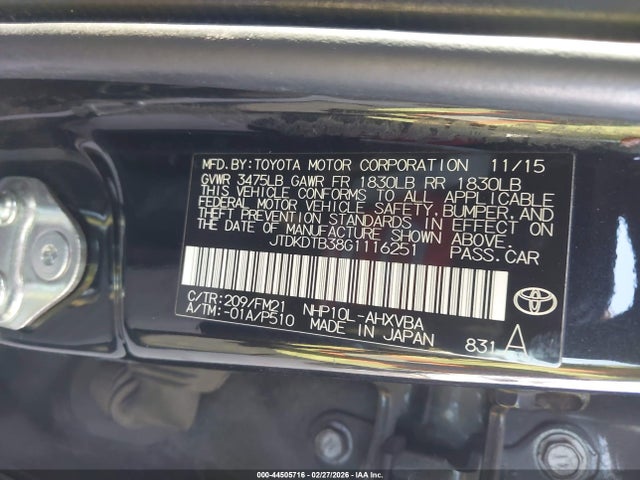 MFD.BY:TOYOTA MOTOR CORPORATION 11/15
GVWR 3475LB GAWR FR 1830LB RR 1830LB
THIS VEHICLE CONFORMS TO ALL APPLICABLE
FEDERAL MOTOR VEHICLE SAFETY, BUMPER, AND
THEFT PREVENTION STANDARDS IN EFFECT ON
THE DATE OF MANUFACTURE SHOWN ABOVE.
JTDKDTB38G1116251 PASS.CAR
C/TR:209/FM21 NHP10L-AHXVBA
A/TM:-01A/P510 MADE IN JAPAN 831 A
000-44505716 - 02/27/2026 - IAAI.COM